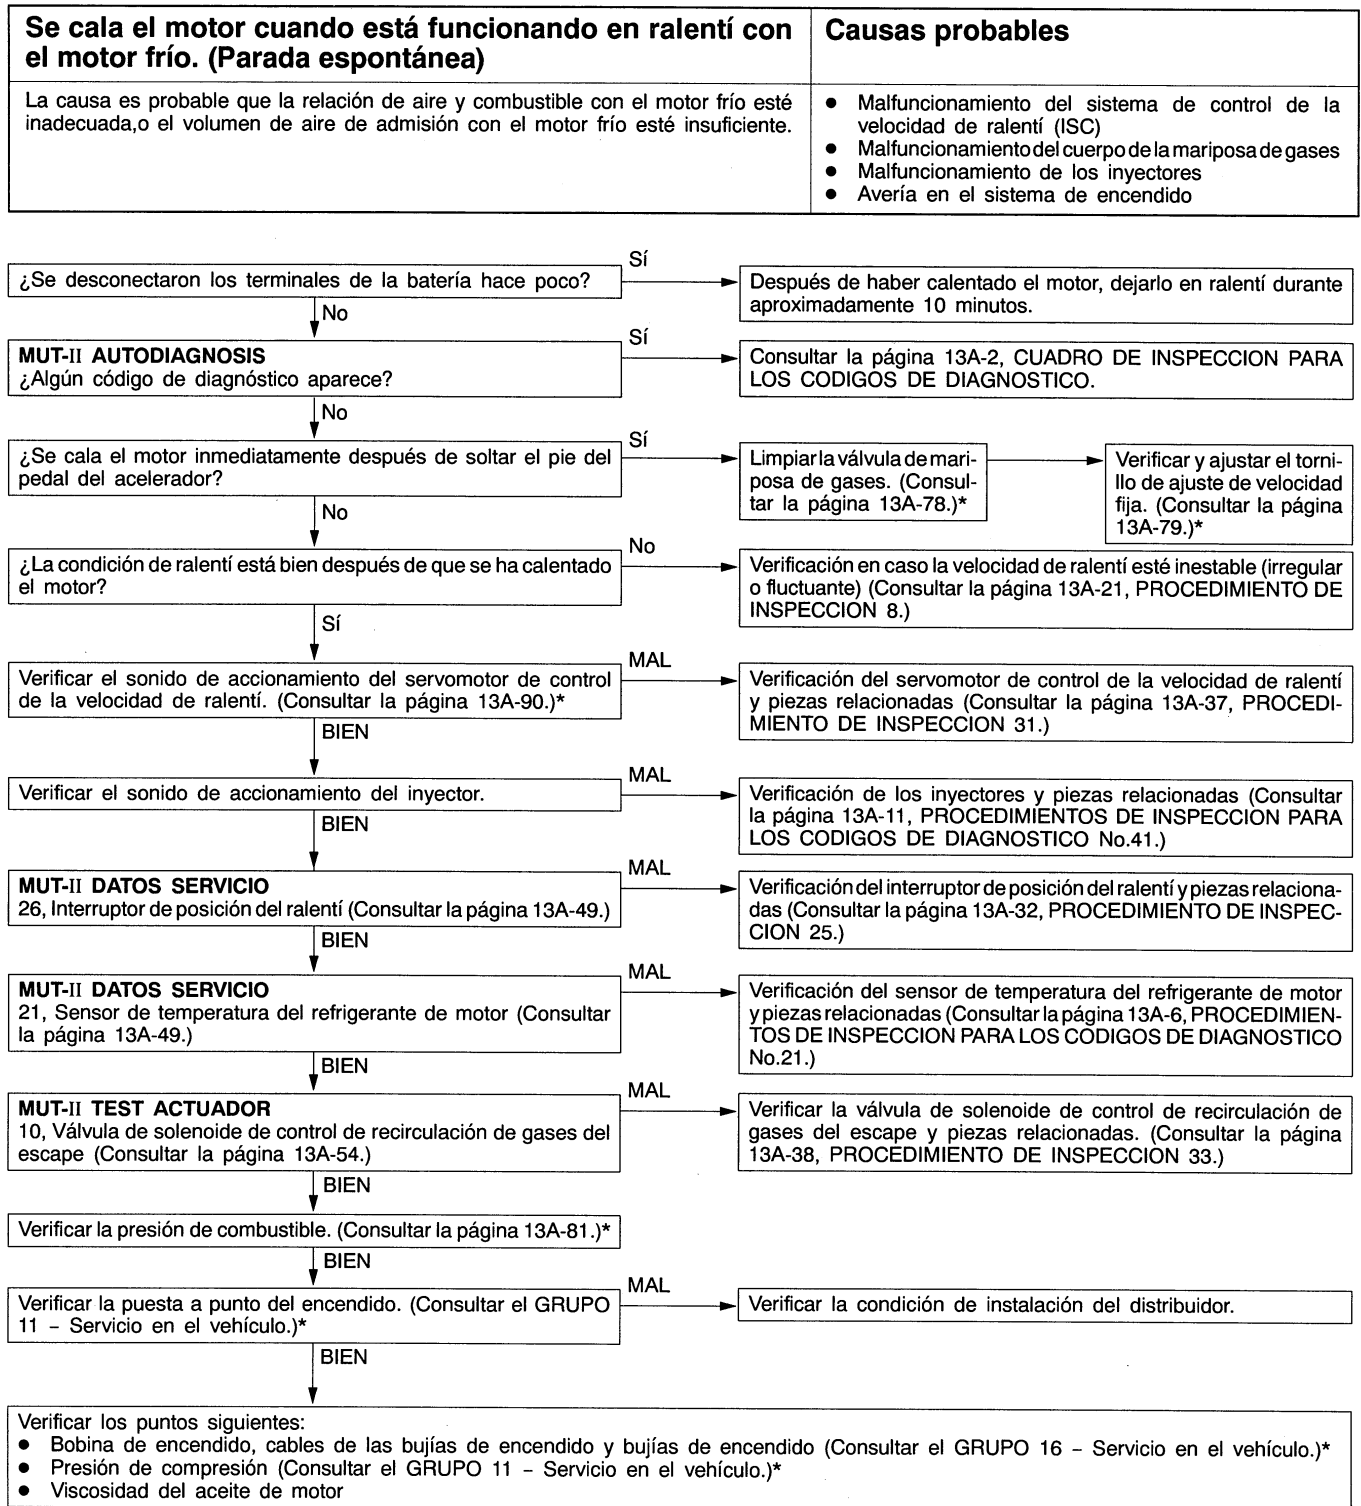 Se cala el motor cuando está funcionando en ralentí con
el motor frío. (Parada espontánea)
Causas probables
La causa es probable que la relación de aire y combustible con el motor frío esté
inadecuada,o el volumen de aire de admisión con el motor frío esté insuficiente.
● Malfuncionamiento del sistema de control de la
velocidad de ralentí (ISC)
● Malfuncionamiento del cuerpo de la mariposa de gases
● Malfuncionamiento de los inyectores
● Avería en el sistema de encendido
¿Se desconectaron los terminales de la batería hace poco?
Sí
Después de haber calentado el motor, dejarlo en ralentí durante
aproximadamente 10 minutos.
No
MUT-II AUTODIAGNOSIS
¿Algún código de diagnóstico aparece?
Sí
Consultar la página 13A-2, CUADRO DE INSPECCION PARA
LOS CODIGOS DE DIAGNOSTICO.
No
¿Se cala el motor inmediatamente después de soltar el pie del
pedal del acelerador?
Sí
Limpiar la válvula de mari-
posa de gases. (Consul-
tar la página 13A-78.)*
Verificar y ajustar el torni-
llo de ajuste de velocidad
fija. (Consultar la página
13A-79.)*
No
¿La condición de ralentí está bien después de que se ha calentado
el motor?
No
Verificación en caso la velocidad de ralentí esté inestable (irregular
o fluctuante) (Consultar la página 13A-21, PROCEDIMIENTO DE
INSPECCION 8.)
Sí
Verificar el sonido de accionamiento del servomotor de control
de la velocidad de ralentí. (Consultar la página 13A-90.)*
MAL
Verificación del servomotor de control de la velocidad de ralentí
y piezas relacionadas (Consultar la página 13A-37, PROCEDI-
MIENTO DE INSPECCION 31.)
BIEN
Verificar el sonido de accionamiento del inyector.
MAL
Verificación de los inyectores y piezas relacionadas (Consultar
la página 13A-11, PROCEDIMIENTOS DE INSPECCION PARA
LOS CODIGOS DE DIAGNOSTICO No.41.)
BIEN
MUT-II DATOS SERVICIO
26, Interruptor de posición del ralentí (Consultar la página 13A-49.)
MAL
Verificación del interruptor de posición del ralentí y piezas relaciona-
das (Consultar la página 13A-32, PROCEDIMIENTO DE INSPEC-
CION 25.)
BIEN
MUT-II DATOS SERVICIO
21, Sensor de temperatura del refrigerante de motor (Consultar
la página 13A-49.)
MAL
Verificación del sensor de temperatura del refrigerante de motor
y piezas relacionadas (Consultar la página 13A-6, PROCEDIMIEN-
TOS DE INSPECCION PARA LOS CODIGOS DE DIAGNOSTICO
No.21.)
BIEN
MUT-II TEST ACTUADOR
10, Válvula de solenoide de control de recirculación de gases del
escape (Consultar la página 13A-54.)
MAL
Verificar la válvula de solenoide de control de recirculación de
gases del escape y piezas relacionadas. (Consultar la página
13A-38, PROCEDIMIENTO DE INSPECCION 33.)
BIEN
Verificar la presión de combustible. (Consultar la página 13A-81.)*
BIEN
Verificar la puesta a punto del encendido. (Consultar el GRUPO
11 – Servicio en el vehículo.)*
MAL
Verificar la condición de instalación del distribuidor.
BIEN
Verificar los puntos siguientes:
● Bobina de encendido, cables de las bujías de encendido y bujías de encendido (Consultar el GRUPO 16 – Servicio en el vehículo.)*
● Presión de compresión (Consultar el GRUPO 11 – Servicio en el vehículo.)*
● Viscosidad del aceite de motor